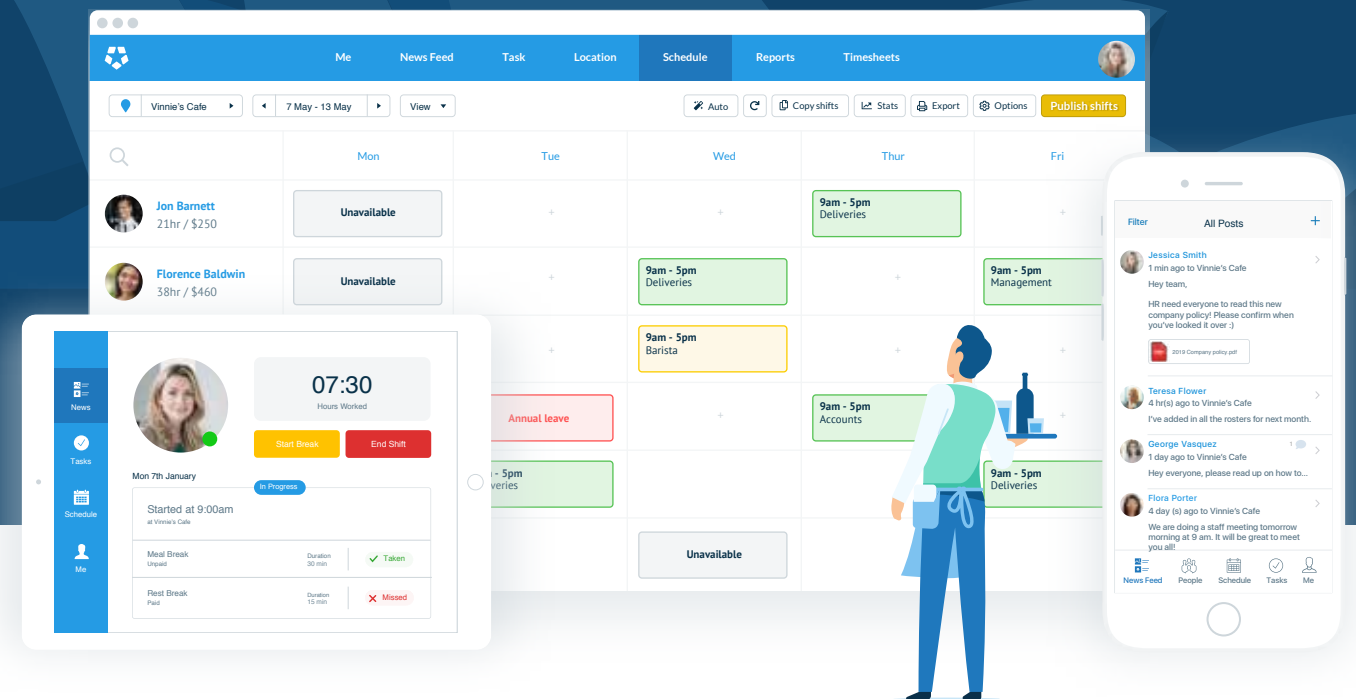 Me News Feed Task Location Schedule Reports Timesheets
Vinnie's Cafe 7 May - 13 May View Auto Copy shifts Stats Export Options Publish shifts
Mon Tue Wed Thur Fri
Jon Barnett
21hr / $250
Unavailable
9am - 5pm
Deliveries
Florence Baldwin
38hr / $460
Unavailable
9am - 5pm
Deliveries
9am - 5pm
Management
9am - 5pm
Barista
Annual leave
9am - 5pm
Accounts
- 5pm
veries
9am - 5pm
Deliveries
Unavailable
News
Tasks
Schedule
Me
07:30
Hours Worked
Start Break End Shift
Mon 7th January
In Progress
Started at 9:00am
at Vinnie's Cafe
Meal Break
Unpaid
Duration
30 min
Taken
Rest Break
Paid
Duration
15 min
Missed
Filter All Posts
Jessica Smith
1 min ago to Vinnie's Cafe
Hey team,
HR need everyone to read this new
company policy! Please confirm when
you've looked it over :)
2019 Company policy.pdf
Teresa Flower
4 hr(s) ago to Vinnie's Cafe
I've added in all the rosters for next month.
George Vasquez 1
1 day ago to Vinnie's Cafe
Hey everyone, please read up on how to...
Flora Porter
4 day (s) ago to Vinnie's Cafe
We are doing a staff meeting tomorrow
morning at 9 am. It will be great to meet
you all!
News Feed People Schedule Tasks Me